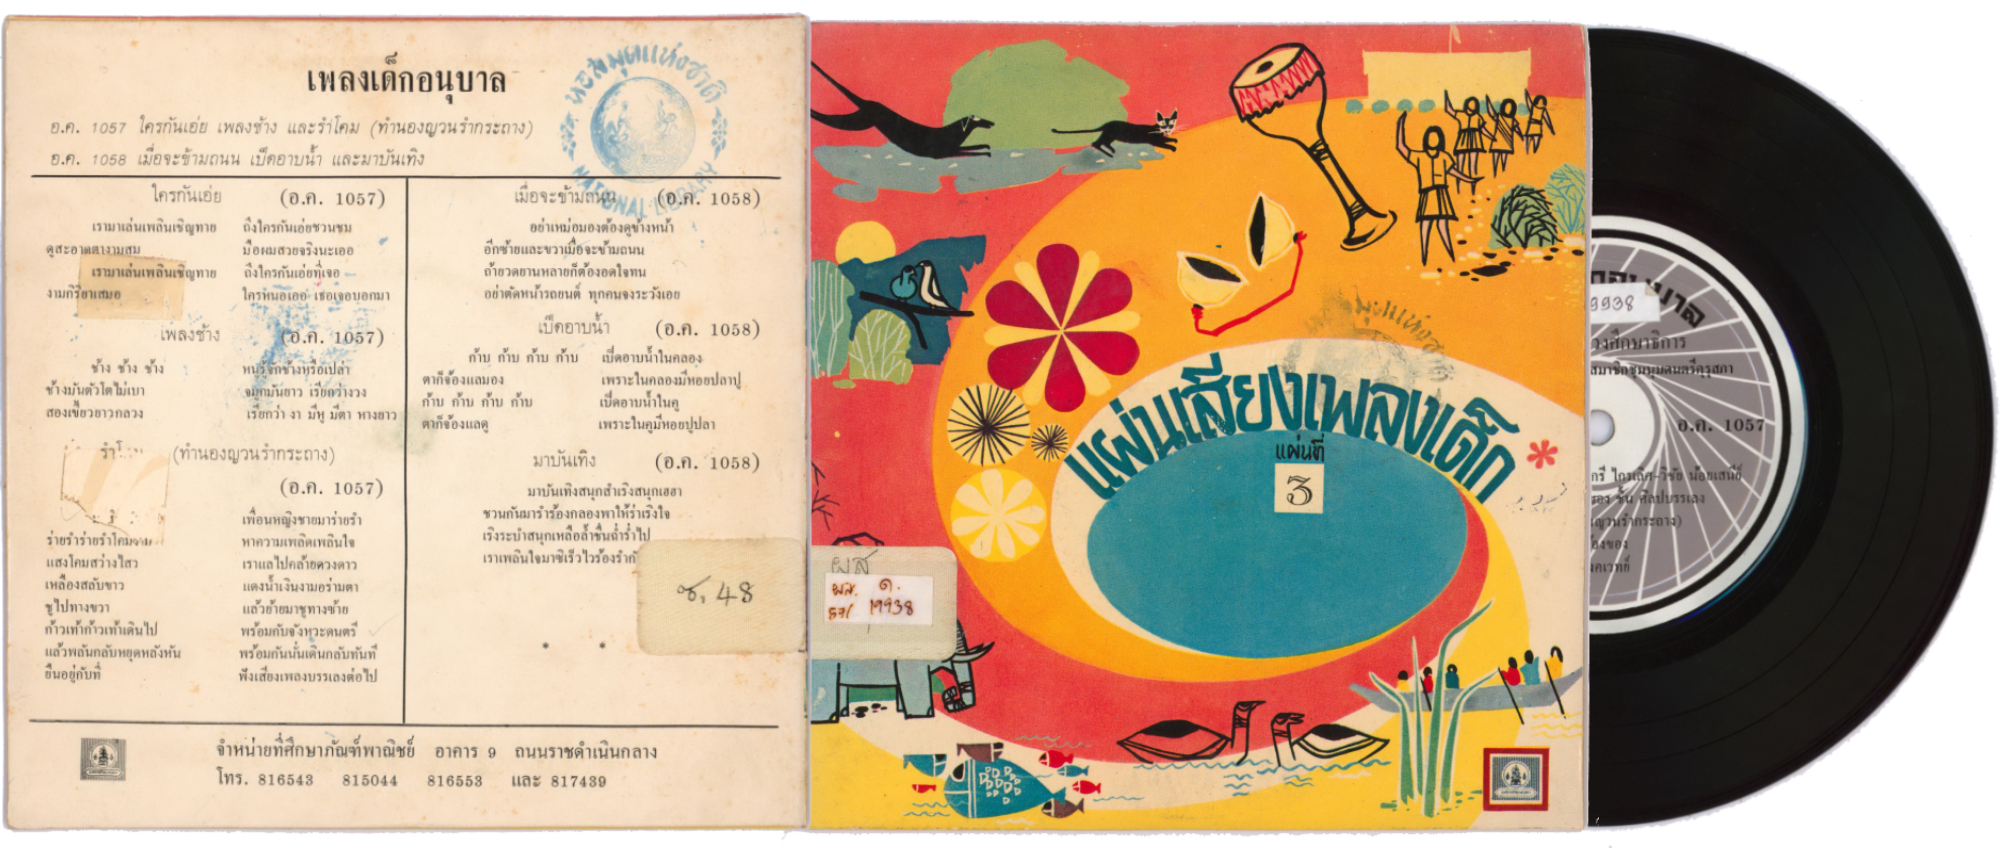 เพลงเด็กอนุบาล
อ.ค. 1057 ใครกันเอ่ย เพลงช้าง และรำโคม (ทำนองญวนรำกระถาง)
อ.ค. 1058 เมื่อจะข้ามถนน เป็ดอาบน้ำ และมาบันเทิง
หอสมุดแห่งชาติ
NATIONAL LIBRARY
ใครกันเอ่ย (อ.ค. 1057)
เรามาเล่นเพลินเชิญทาย ถึงใครกันเอ่ยชวนชม
ดูสะอาดตางามสม มือผมสวยจริงนะเออ
เรามาเล่นเพลินเชิญทาย ถึงใครกันเอ่ยที่เจอ
งามกิริยาเสมอ ใครหนอเออ เธอเจอบอกมา
เพลงช้าง (อ.ค. 1057)
ช้าง ช้าง ช้าง หนูรู้จักช้างหรือเปล่า
ช้างมันตัวโตไม่เบา จมูกมันยาว เรียกว่างวง
สองเขี้ยวยาวกลวง เรียกว่า งา มีหู มีตา หางยาว
(ทำนองญวนรำกระถาง)
(อ.ค. 1057)
เพื่อนหญิงชายมาร่ายรำ
ร่ายรำร่ายรำโคมงาม หาความเพลิดเพลินใจ
แสงโคมสว่างไสว เราแลไปคล้ายดวงดาว
เหลืองสลับขาว แดงน้ำเงินงามอร่ามตา
ชูไปทางขวา แล้วย้ายมาชูทางซ้าย
ก้าวเท้าก้าวเท้าเดินไป พร้อมกับจังหวะดนตรี
แล้วพลันกลับหยุดหลังหัน พร้อมกันนั่นเดินกลับทันที
ยืนอยู่กับที่ ฟังเสียงเพลงบรรเลงต่อไป
เมื่อจะข้ามถนน (อ.ค. 1058)
อย่าเหม่อมองต้องดูข้างหน้า
อีกซ้ายและขวาเมื่อจะข้ามถนน
ถ้ายวดยานหลายก็ต้องอดใจทน
อย่าตัดหน้ารถยนต์ ทุกคนจงระวังเอย
เป็ดอาบน้ำ (อ.ค. 1058)
ก้าบ ก้าบ ก้าบ ก้าบ เป็ดอาบน้ำในคลอง
ตาก็จ้องแลมอง เพราะในคลองมีหอยปลาปู
ก้าบ ก้าบ ก้าบ ก้าบ เป็ดอาบน้ำในคู
ตาก็จ้องแลดู เพราะในคูมีหอยปูปลา
มาบันเทิง (อ.ค. 1058)
มาบันเทิงสนุกสำเริงสนุกเฮฮา
ชวนกันมารำร้องกลองพาให้ร่าเริงใจ
เริงระบำสนุกเหลือล้ำชื่นฉ่ำร่ำไป
เราเพลินใจมาซิเร็วไวร้องรำ
* *
ช. 48
จำหน่ายที่ศึกษาภัณฑ์พาณิชย์ อาคาร 9 ถนนราชดำเนินกลาง
โทร. 816543 815044 816553 และ 817439
แผ่นเสียงเพลงเด็ก
แผ่นที่
3
ผส
ผส. ด.
19938
9938
ศึกษาธิการ
สมาชิกชุมนุมดนตรีคุรุสภา
อ.ค. 1057
วิชัย น้อยเสนีย์
ของ ชิ้น ศิลปบรรเลง
ญวนรำกระถาง)